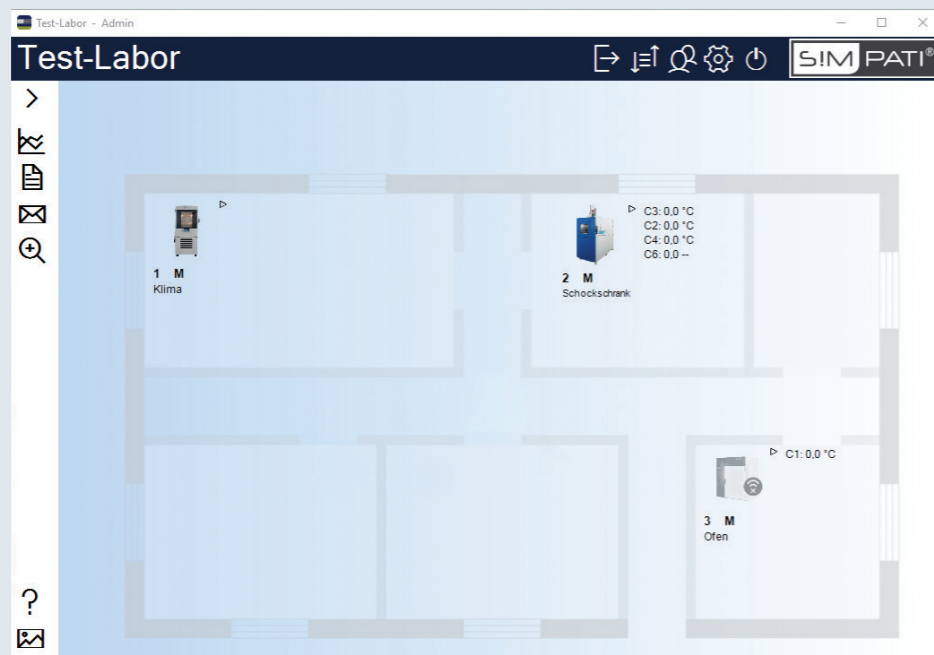 Test-Labor - Admin
Test-Labor
S!MPATI®
C3: 0,0 °C
C2: 0,0 °C
C4: 0,0 °C
C6: 0,0 --
1 M
Klima
2 M
Schockschrank
C1: 0,0 °C
3 M
Ofen
?